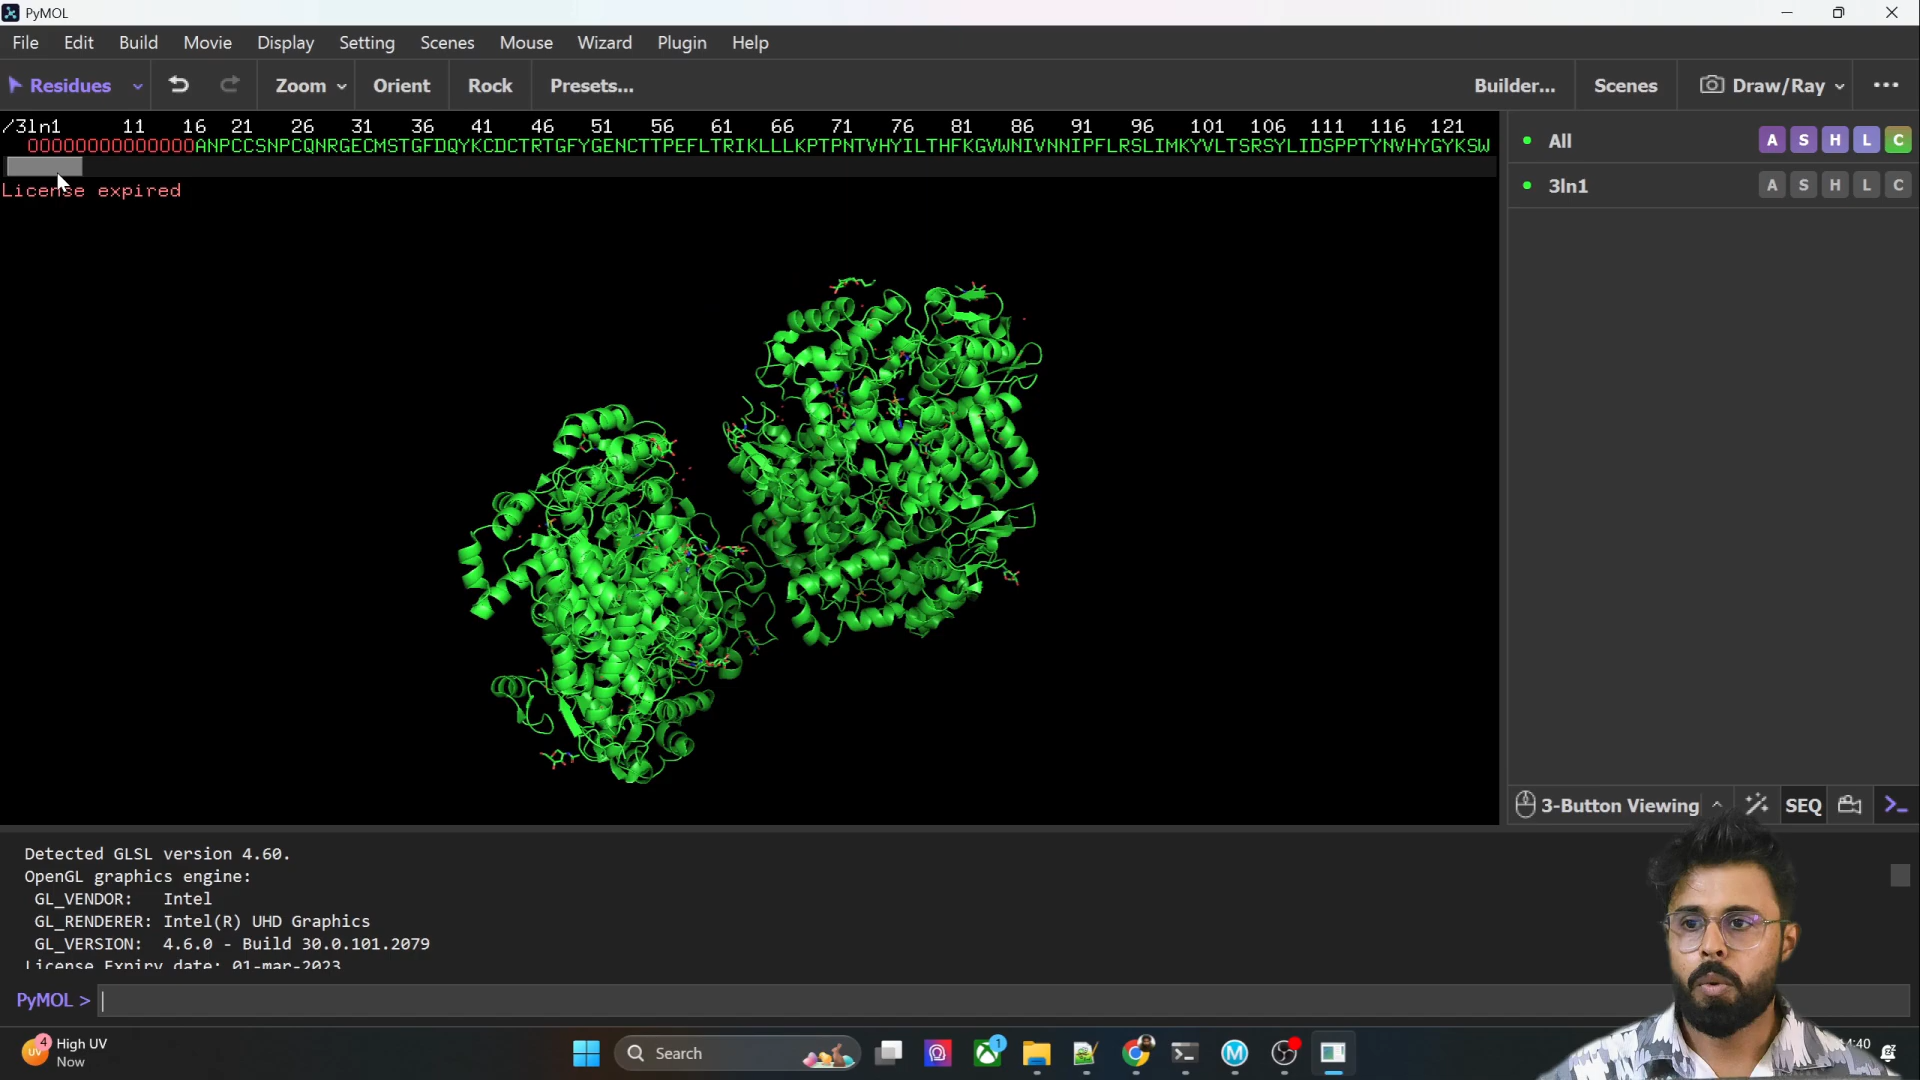 PyMOL
File Edit Build Movie Display Setting Scenes Mouse Wizard Plugin Help
Residues Zoom Orient Rock Presets... Builder... Scenes Draw/Ray
/3ln1 11 16 21 26 31 36 41 46 51 56 61 66 71 76 81 86 91 96 101 106 111 116 121
OOOOOOOOOOOOOOANPCCSNPCQNRGECMSTGFDQYKCDCTRTGFYGENCTTPEFLTRIKLLLKPTPNTVHYILTHFKGVWNIVNNIPFLRSLIMKYVLTSRSYLIDSPPTYNVHYGYKSW
License expired
All A S H L C
3ln1 A S H L C
3-Button Viewing SEQ
Detected GLSL version 4.60.
OpenGL graphics engine:
GL_VENDOR: Intel
GL_RENDERER: Intel(R) UHD Graphics
GL_VERSION: 4.6.0 - Build 30.0.101.2079
License Expiry date: 01-mar-2023
PyMOL >
4 UV High UV
Now
Search
1